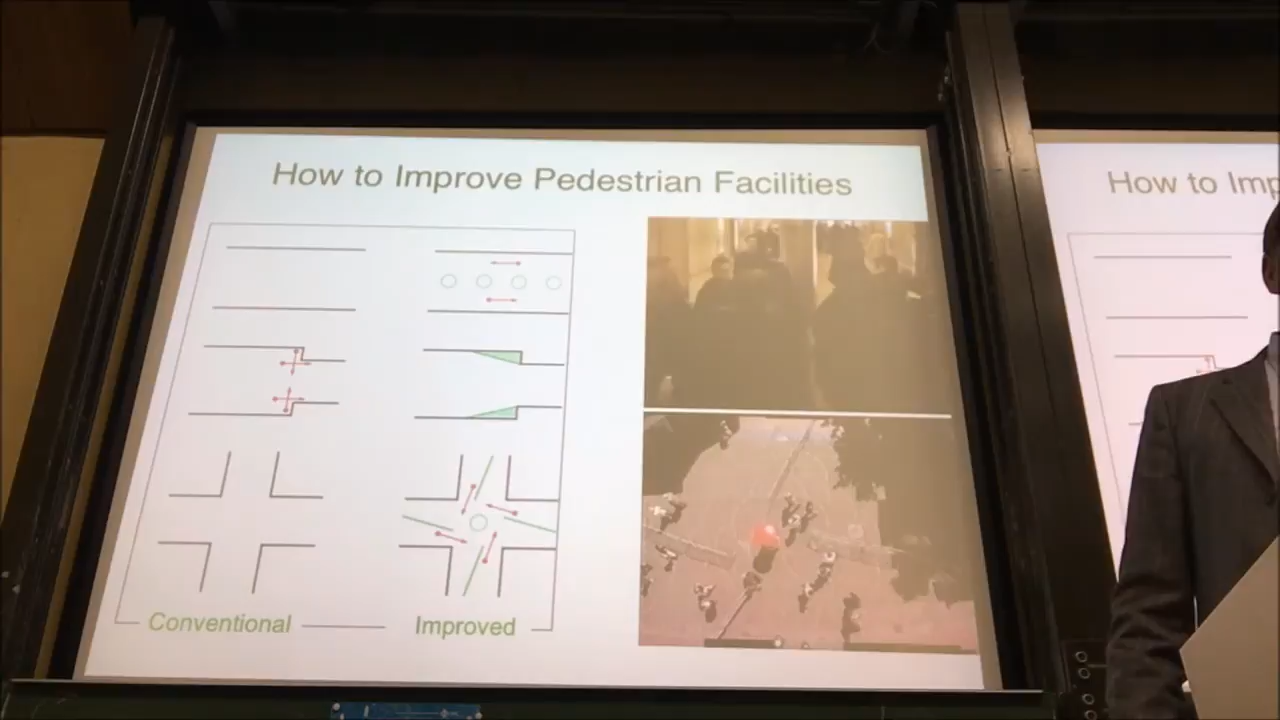 How to Improve Pedestrian Facilities
Conventional
Improved
How to Imp